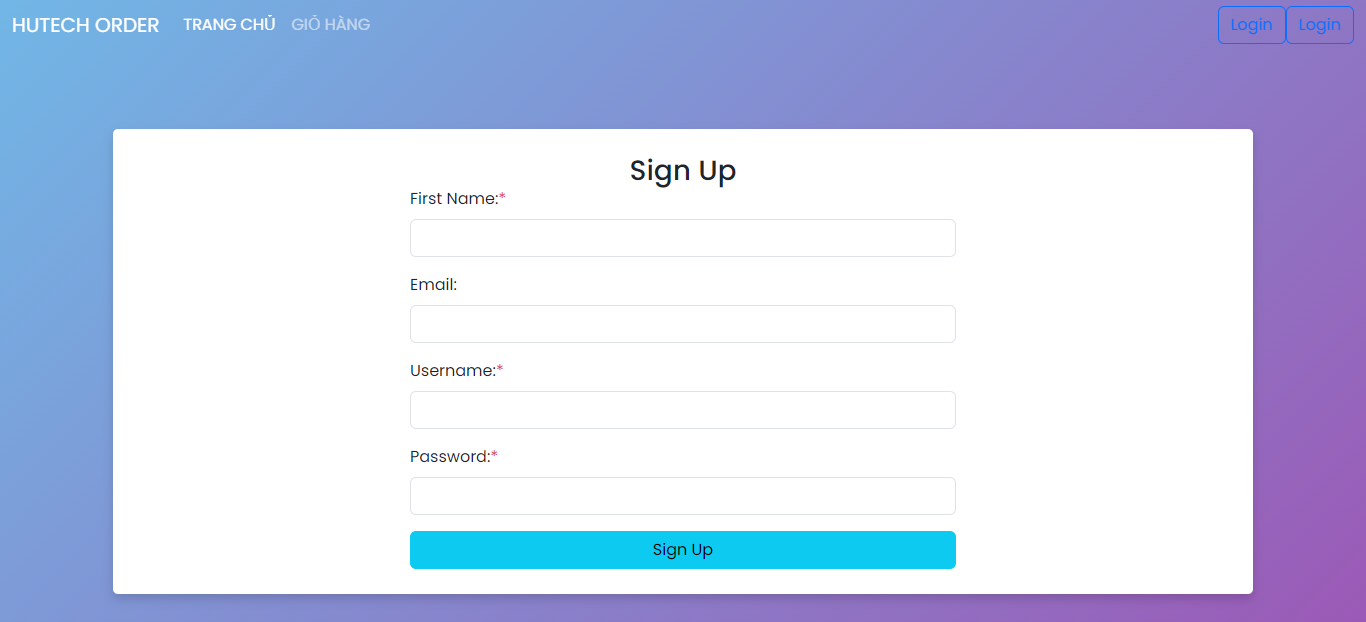 HUTECH ORDER TRANG CHỦ GIỎ HÀNG Login Login
Sign Up
First Name:*
Email:
Username:*
Password:*
Sign Up